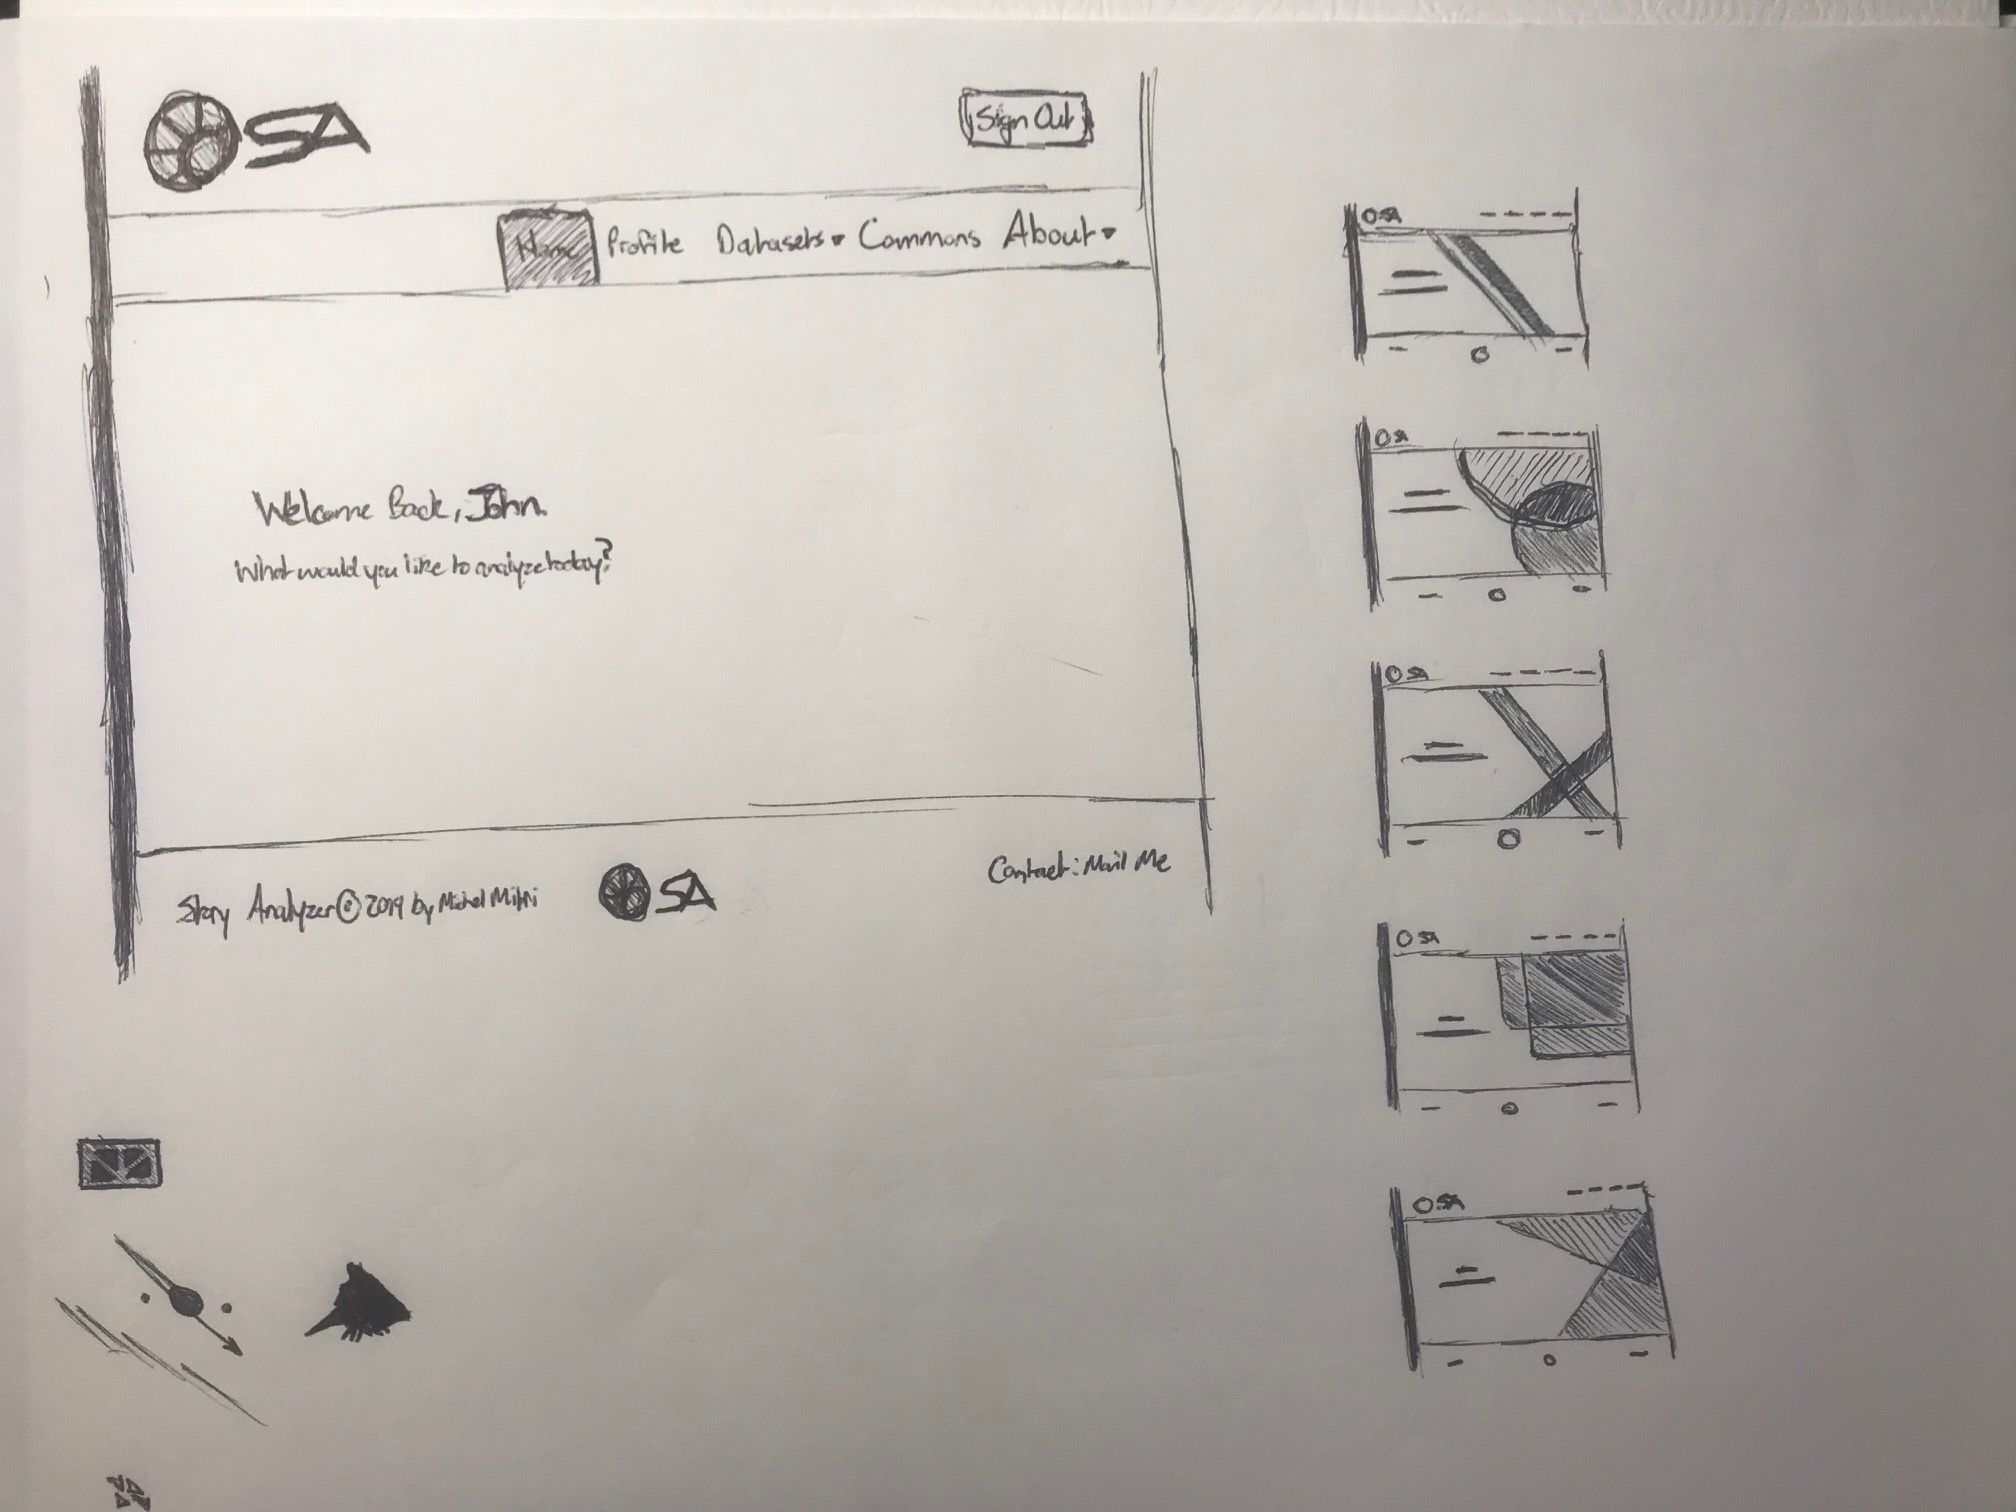 SA
Sign Out
Home Profile Datasets Commons About
Welcome Back, John.
What would you like to analyze today?
Story Analyzer © 2019 by Michel Mitri
SA
Contact: Mail Me
SA
SA
SA
SA
SA